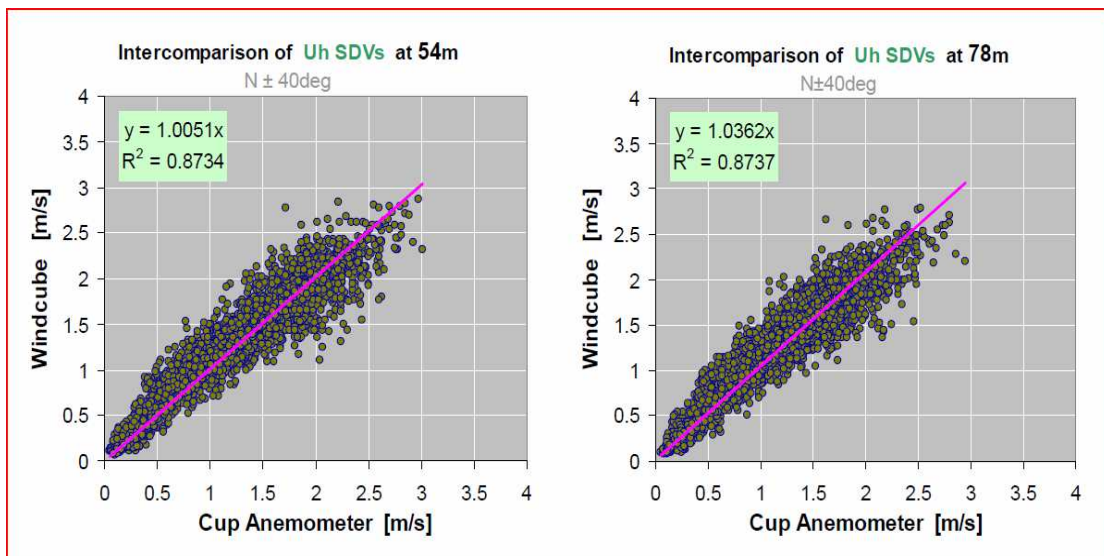 Intercomparison of Uh SDVs at 54m
N ± 40deg
y = 1.0051x
R² = 0.8734
4
3.5
3
2.5
2
1.5
1
0.5
0
Windcube [m/s]
0 0.5 1 1.5 2 2.5 3 3.5 4
Cup Anemometer [m/s]
Intercomparison of Uh SDVs at 78m
N±40deg
y = 1.0362x
R² = 0.8737
4
3.5
3
2.5
2
1.5
1
0.5
0
Windcube [m/s]
0 0.5 1 1.5 2 2.5 3 3.5 4
Cup Anemometer [m/s]